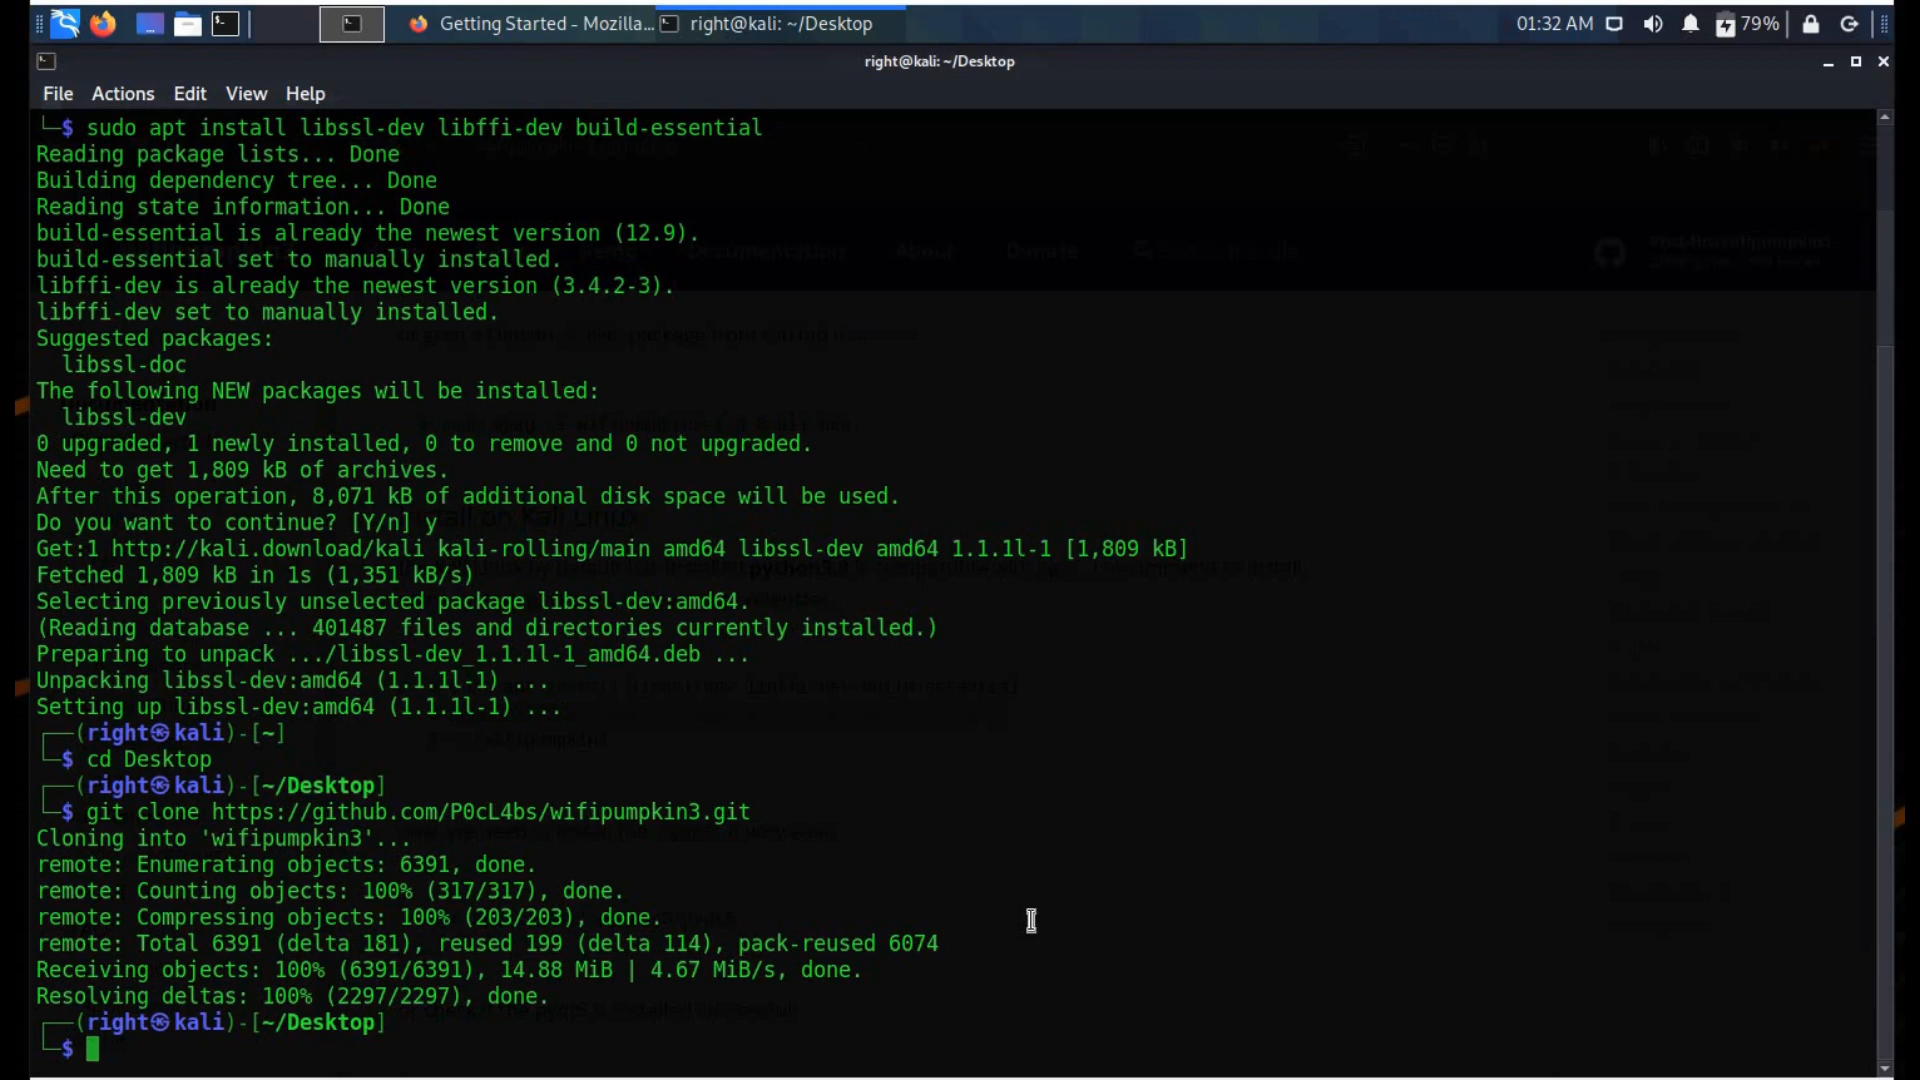 Getting Started - Mozilla...
right@kali: ~/Desktop
01:32 AM
79%
right@kali: ~/Desktop
File Actions Edit View Help
└─$ sudo apt install libssl-dev libffi-dev build-essential
Reading package lists... Done
Building dependency tree... Done
Reading state information... Done
build-essential is already the newest version (12.9).
build-essential set to manually installed.
libffi-dev is already the newest version (3.4.2-3).
libffi-dev set to manually installed.
Suggested packages:
libssl-doc
The following NEW packages will be installed:
libssl-dev
0 upgraded, 1 newly installed, 0 to remove and 0 not upgraded.
Need to get 1,809 kB of archives.
After this operation, 8,071 kB of additional disk space will be used.
Do you want to continue? [Y/n] y
Get:1 http://kali.download/kali kali-rolling/main amd64 libssl-dev amd64 1.1.1l-1 [1,809 kB]
Fetched 1,809 kB in 1s (1,351 kB/s)
Selecting previously unselected package libssl-dev:amd64.
(Reading database ... 401487 files and directories currently installed.)
Preparing to unpack .../libssl-dev_1.1.1l-1_amd64.deb ...
Unpacking libssl-dev:amd64 (1.1.1l-1) ...
Setting up libssl-dev:amd64 (1.1.1l-1) ...
┌──(right㉿kali)-[~]
└─$ cd Desktop
┌──(right㉿kali)-[~/Desktop]
└─$ git clone https://github.com/P0cL4bs/wifipumpkin3.git
Cloning into 'wifipumpkin3'...
remote: Enumerating objects: 6391, done.
remote: Counting objects: 100% (317/317), done.
remote: Compressing objects: 100% (203/203), done.
remote: Total 6391 (delta 181), reused 199 (delta 114), pack-reused 6074
Receiving objects: 100% (6391/6391), 14.88 MiB | 4.67 MiB/s, done.
Resolving deltas: 100% (2297/2297), done.
┌──(right㉿kali)-[~/Desktop]
└─$